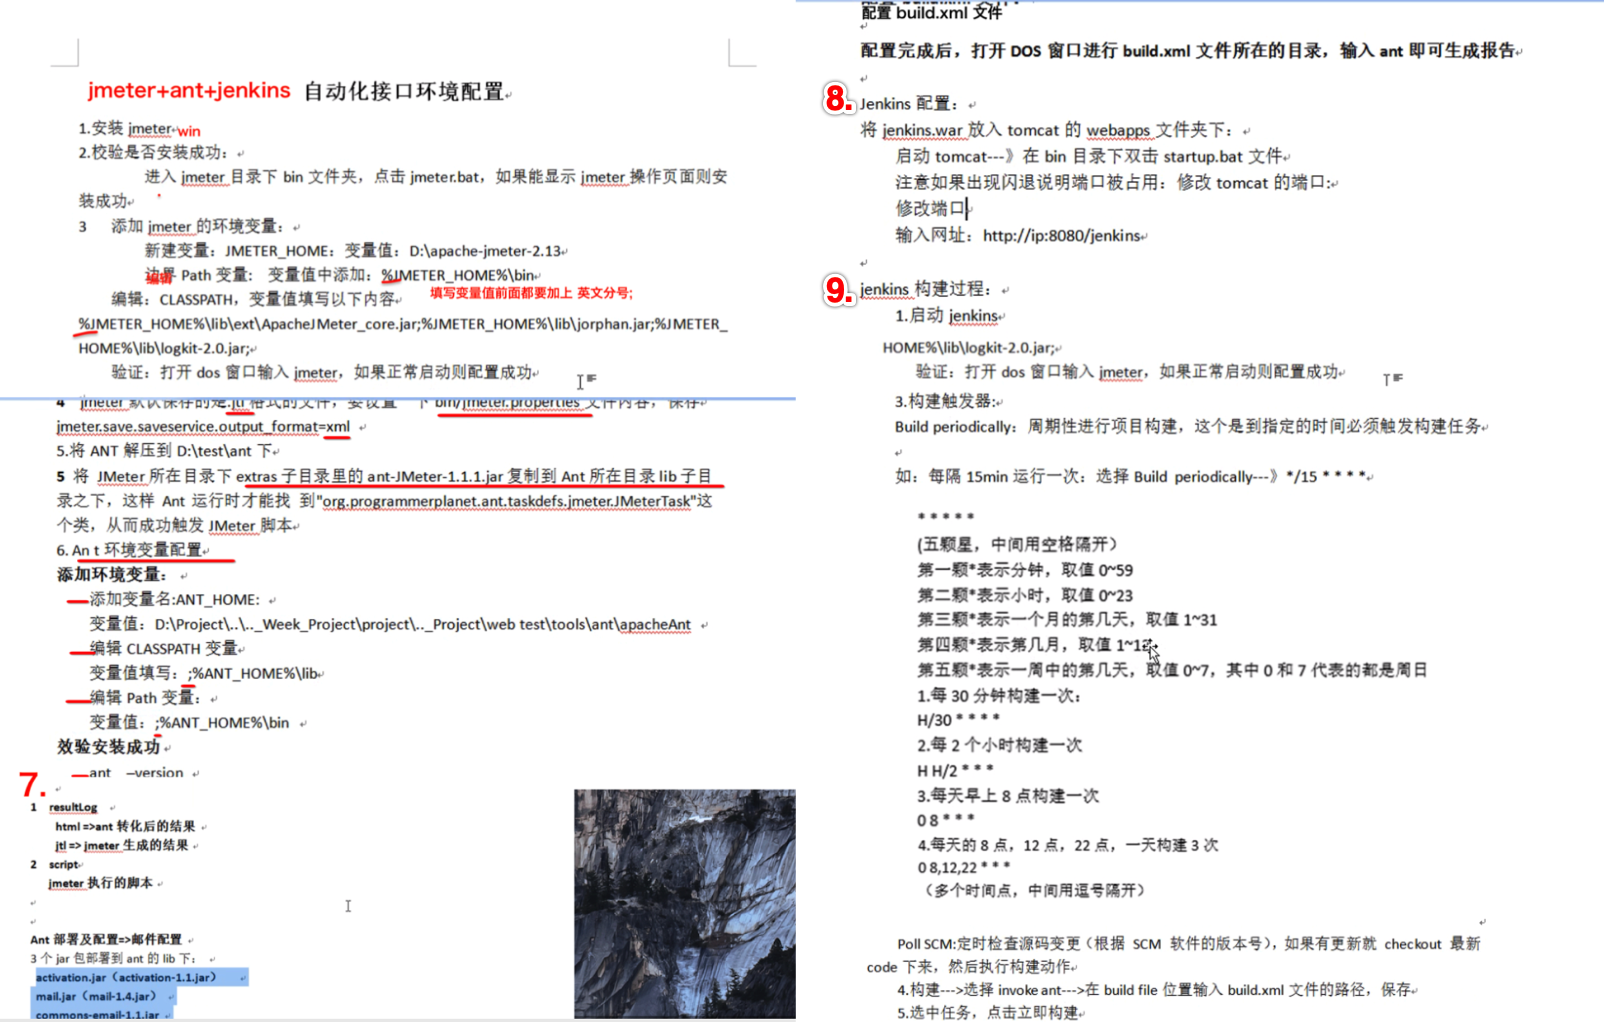 jmeter+ant+jenkins 自动化接口环境配置
1.安装 jmeter win
2.校验是否安装成功：
进入 jmeter 目录下 bin 文件夹，点击 jmeter.bat，如果能显示 jmeter 操作页面则安
装成功
3 添加 jmeter 的环境变量：
新建变量：JMETER_HOME：变量值：D:\apache-jmeter-2.13
编辑 Path 变量： 变量值中添加：%JMETER_HOME%\bin
编辑：CLASSPATH，变量值填写以下内容
填写变量值前面都要加上 英文分号;
%JMETER_HOME%\lib\ext\ApacheJMeter_core.jar;%JMETER_HOME%\lib\jorphan.jar;%JMETER_
HOME%\lib\logkit-2.0.jar;
验证：打开 dos 窗口输入 jmeter，如果正常启动则配置成功
4 jmeter 默认保存的是.jtl 格式的文件，要设置一下 bin/jmeter.properties 文件内容，保存
jmeter.save.saveservice.output_format=xml
5.将 ANT 解压到 D:\test\ant 下
5 将 JMeter 所在目录下 extras 子目录里的 ant-JMeter-1.1.1.jar 复制到 Ant 所在目录 lib 子目
录之下，这样 Ant 运行时才能找 到"org.programmerplanet.ant.taskdefs.jmeter.JMeterTask"这
个类，从而成功触发 JMeter 脚本
6. An t 环境变量配置
添加环境变量：
添加变量名:ANT_HOME:
变量值：D:\Project\..\.._Week_Project\project\.._Project\web test\tools\ant\apacheAnt
编辑 CLASSPATH 变量
变量值填写：;%ANT_HOME%\lib
编辑 Path 变量：
变量值：;%ANT_HOME%\bin
效验安装成功
ant –version
7.
1 resultLog
html =>ant 转化后的结果
jtl => jmeter 生成的结果
2 script
jmeter 执行的脚本
Ant 部署及配置=>邮件配置
3 个 jar 包部署到 ant 的 lib 下：
activation.jar（activation-1.1.jar）
mail.jar（mail-1.4.jar）
commons-email-1.1.jar
配置 build.xml 文件
配置完成后，打开 DOS 窗口进行 build.xml 文件所在的目录，输入 ant 即可生成报告
8. Jenkins 配置：
将 jenkins.war 放入 tomcat 的 webapps 文件夹下：
启动 tomcat---》在 bin 目录下双击 startup.bat 文件
注意如果出现闪退说明端口被占用：修改 tomcat 的端口:
修改端口
输入网址：http://ip:8080/jenkins
9. jenkins 构建过程：
1.启动 jenkins
HOME%\lib\logkit-2.0.jar;
验证：打开 dos 窗口输入 jmeter，如果正常启动则配置成功
3.构建触发器:
Build periodically：周期性进行项目构建，这个是到指定的时间必须触发构建任务
如：每隔 15min 运行一次：选择 Build periodically---》*/15 * * * *
* * * * *
(五颗星，中间用空格隔开）
第一颗*表示分钟，取值 0~59
第二颗*表示小时，取值 0~23
第三颗*表示一个月的第几天，取值 1~31
第四颗*表示第几月，取值 1~12
第五颗*表示一周中的第几天，取值 0~7，其中 0 和 7 代表的都是周日
1.每 30 分钟构建一次：
H/30 * * * *
2.每 2 个小时构建一次
H H/2 * * *
3.每天早上 8 点构建一次
0 8 * * *
4.每天的 8 点，12 点，22 点，一天构建 3 次
0 8,12,22 * * *
（多个时间点，中间用逗号隔开）
Poll SCM:定时检查源码变更（根据 SCM 软件的版本号），如果有更新就 checkout 最新
code 下来，然后执行构建动作
4.构建--->选择 invoke ant--->在 build file 位置输入 build.xml 文件的路径，保存
5.选中任务，点击立即构建